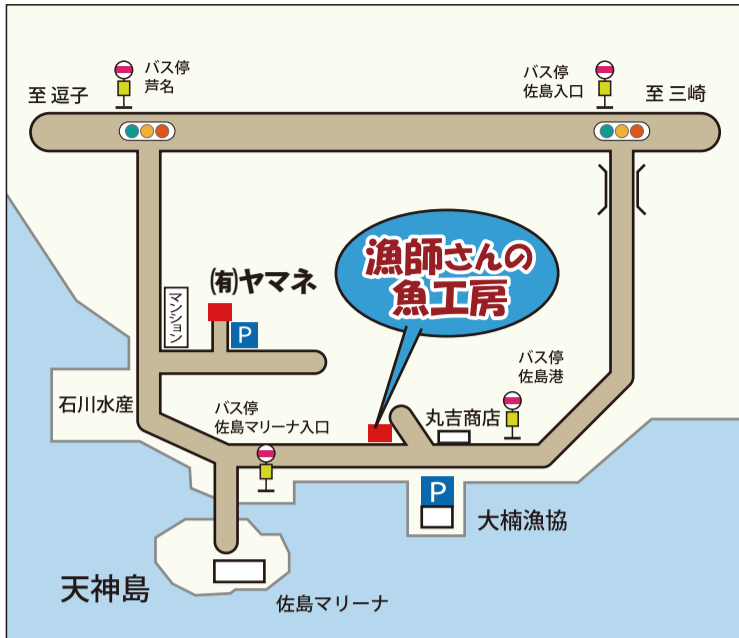 バス停
芦名
至 逗子
バス停
佐島入口
至 三崎
漁師さんの
魚工房
㈲ヤマネ
マンション
P
石川水産
バス停
佐島マリーナ入口
バス停
佐島港
丸吉商店
P
大楠漁協
天神島
佐島マリーナ